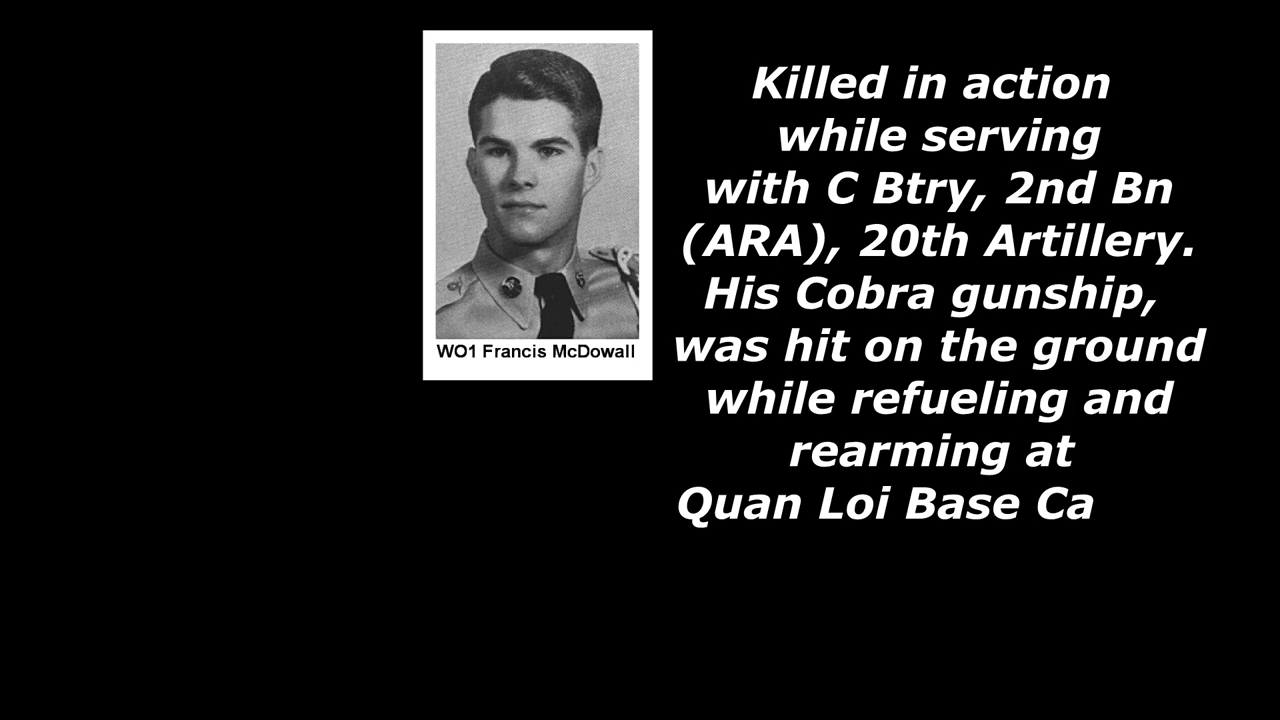 WO1 Francis McDowall
Killed in action
while serving
with C Btry, 2nd Bn
(ARA), 20th Artillery.
His Cobra gunship,
was hit on the ground
while refueling and
rearming at
Quan Loi Base Ca